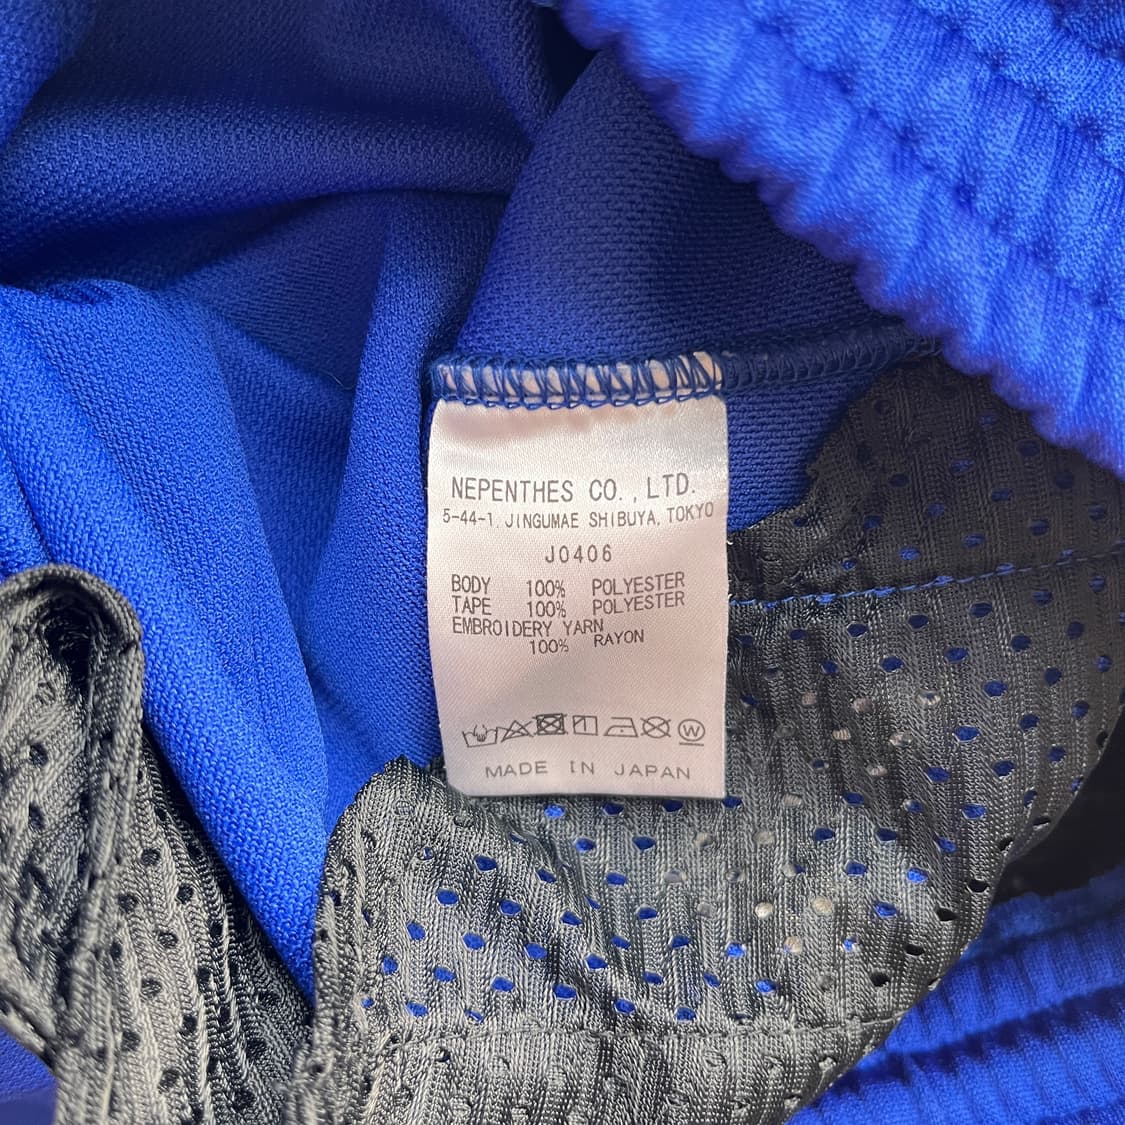 NEPENTHES CO.,LTD.
5-44-1, JINGUMAE SHIBUYA, TOKYO
J0406
BODY 100% POLYESTER
TAPE 100% POLYESTER
EMBROIDERY YARN
100% RAYON
W
MADE IN JAPAN